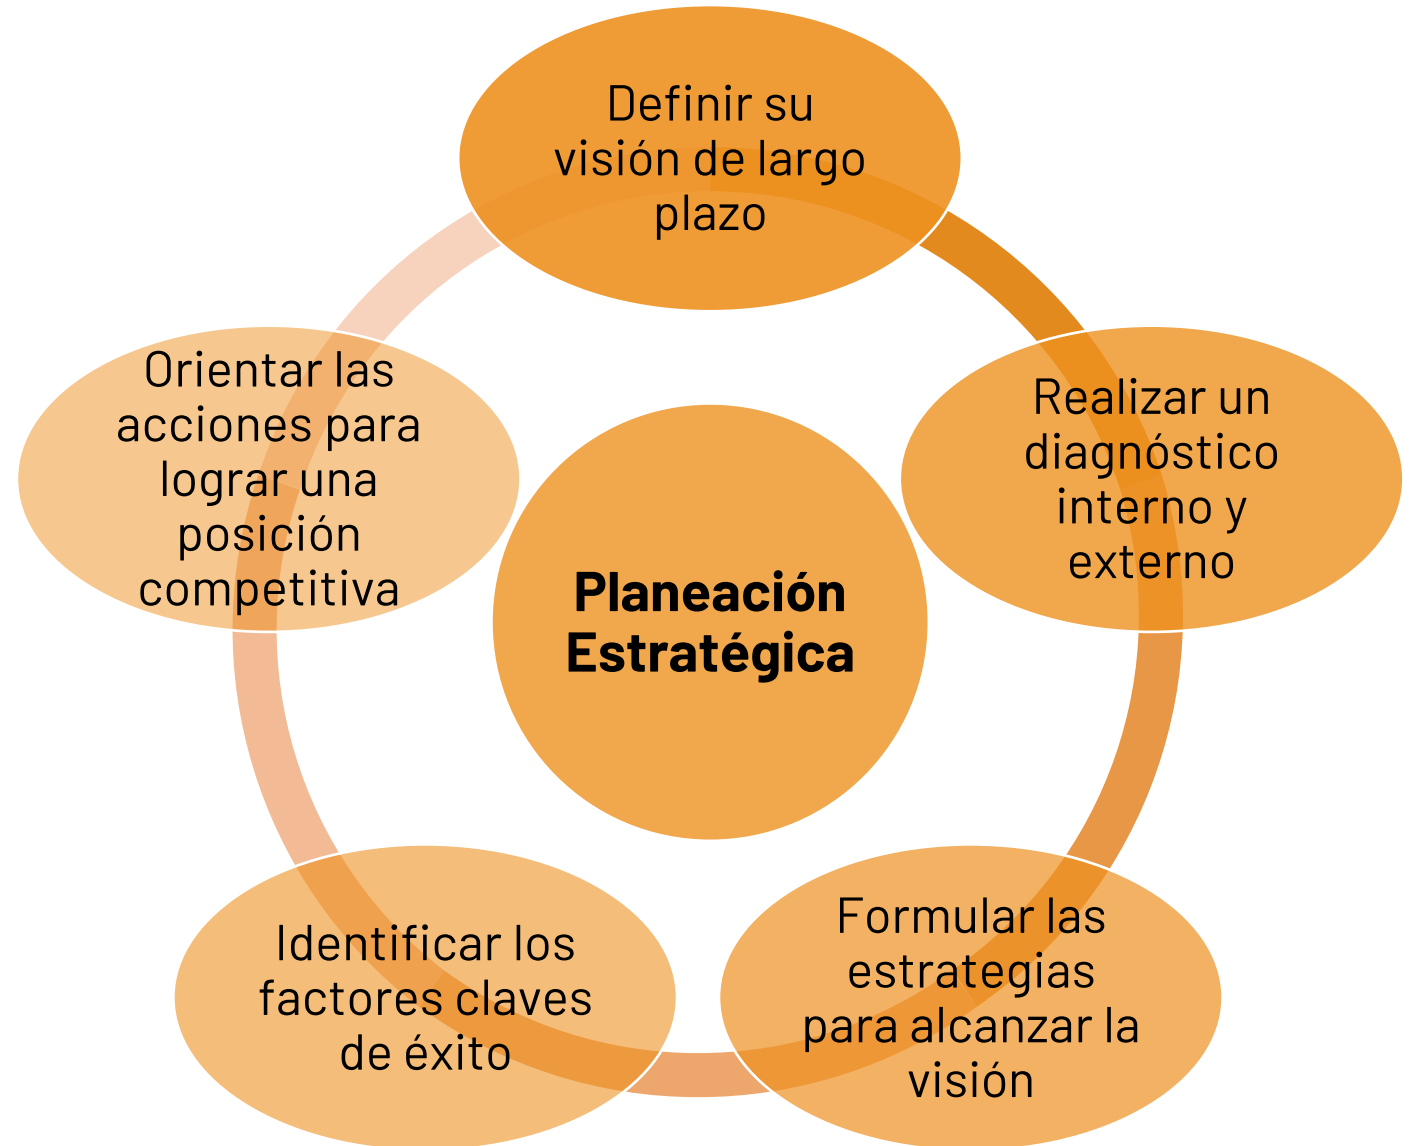 Definir su
visión de largo
plazo
Realizar un
diagnóstico
interno y
externo
Formular las
estrategias
para alcanzar la
visión
Identificar los
factores claves
de éxito
Orientar las
acciones para
lograr una
posición
competitiva
Planeación
Estratégica